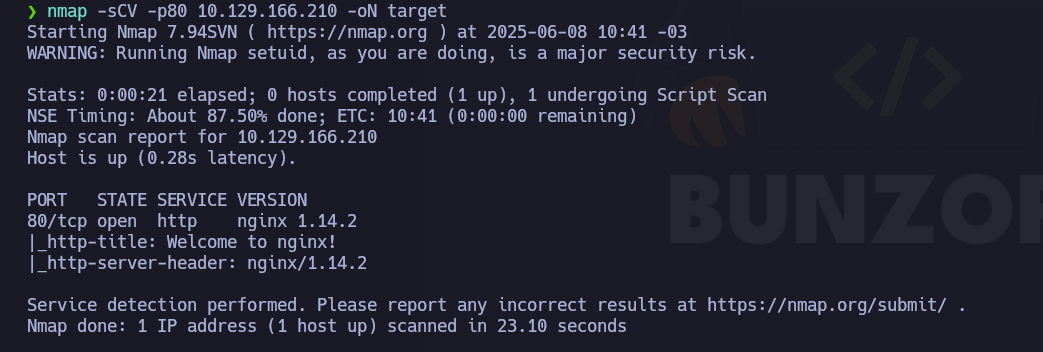 ❯ nmap -sCV -p80 10.129.166.210 -oN target
Starting Nmap 7.94SVN ( https://nmap.org ) at 2025-06-08 10:41 -03
WARNING: Running Nmap setuid, as you are doing, is a major security risk.
Stats: 0:00:21 elapsed; 0 hosts completed (1 up), 1 undergoing Script Scan
NSE Timing: About 87.50% done; ETC: 10:41 (0:00:00 remaining)
Nmap scan report for 10.129.166.210
Host is up (0.28s latency).
PORT   STATE SERVICE VERSION
80/tcp open  http    nginx 1.14.2
|_http-title: Welcome to nginx!
|_http-server-header: nginx/1.14.2
Service detection performed. Please report any incorrect results at https://nmap.org/submit/ .
Nmap done: 1 IP address (1 host up) scanned in 23.10 seconds
</>
BUNZO